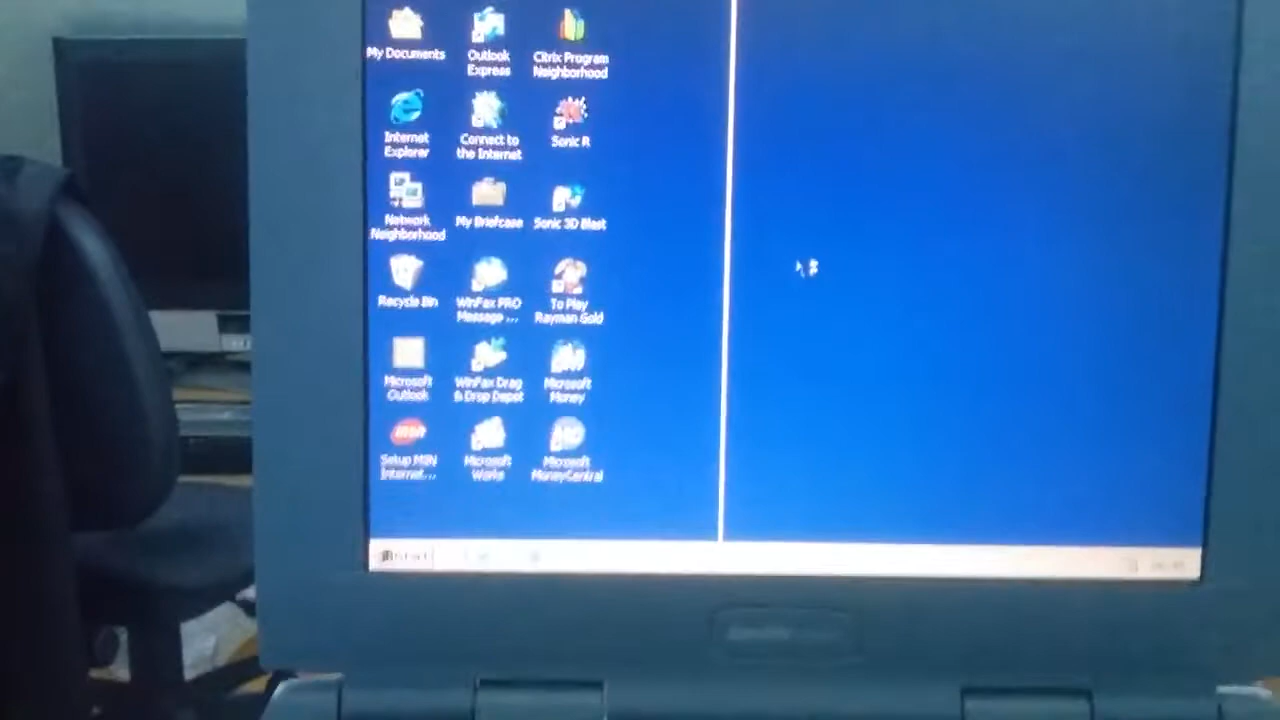 My Documents
Outlook
Express
Citrix Program
Neighborhood
Internet
Explorer
Connect to
the Internet
Sonic R
Network
Neighborhood
My Briefcase
Sonic 3D Blast
Recycle Bin
WinFax PRO
Message ...
To Play
Rayman Gold
Microsoft
Outlook
WinFax Drag
& Drop Depot
Microsoft
Money
msn
Setup MSN
Internet...
Microsoft
Works
Microsoft
MoneyCentral
Start